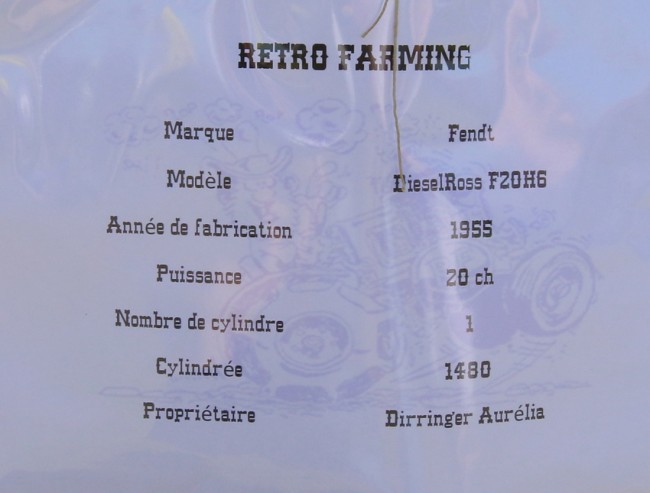 RETRO FARMING
Marque Fendt
Modèle DieselRoss F20H6
Année de fabrication 1955
Puissance 20 ch
Nombre de cylindre 1
Cylindrée 1480
Propriétaire Dirringer Aurélia